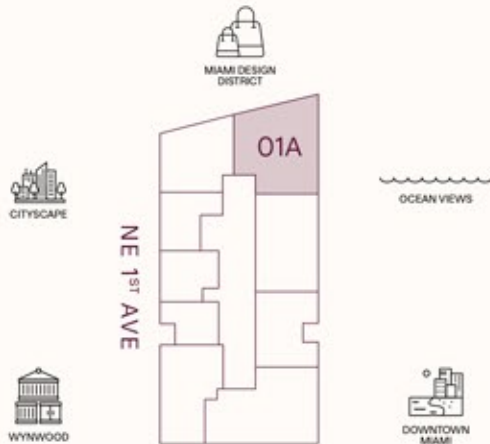 MIAMI DESIGN
DISTRICT
01A
CITYSCAPE
OCEAN VIEWS
NE 1ST AVE
WYNWOOD
DOWNTOWN
MIAMI